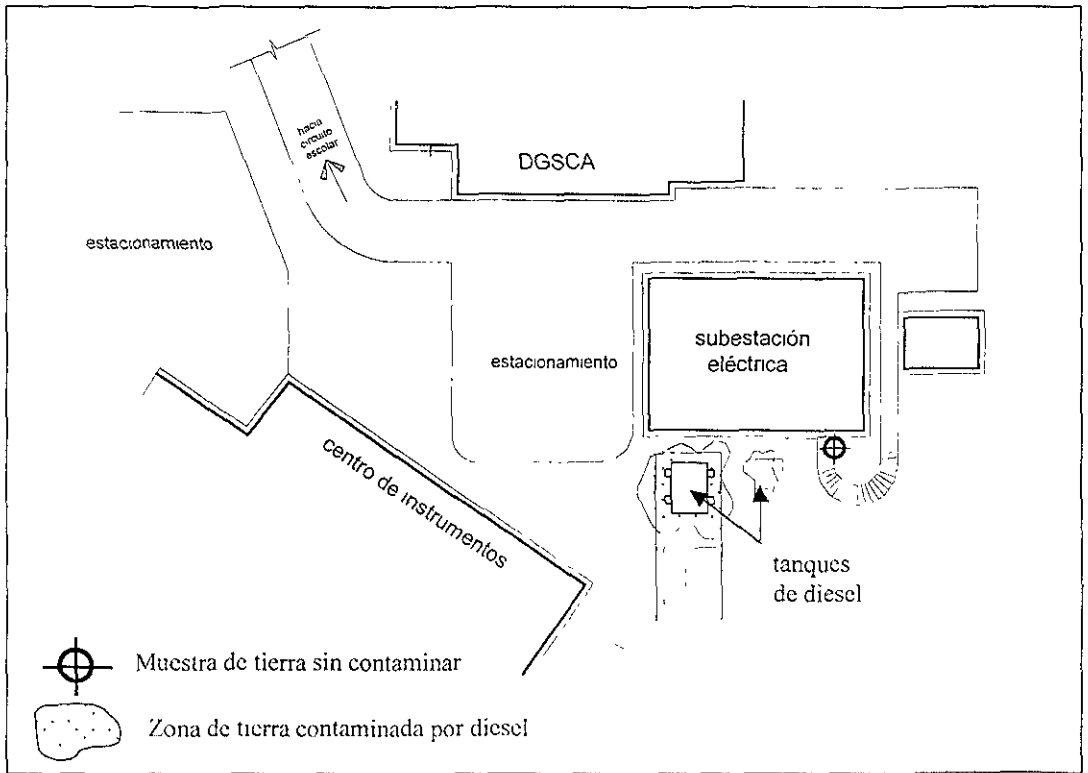 hacia
circuito
escolar
DGSCA
estacionamiento
estacionamiento
subestación
eléctrica
centro de instrumentos
tanques
de diesel
Muestra de tierra sin contaminar
Zona de tierra contaminada por diesel